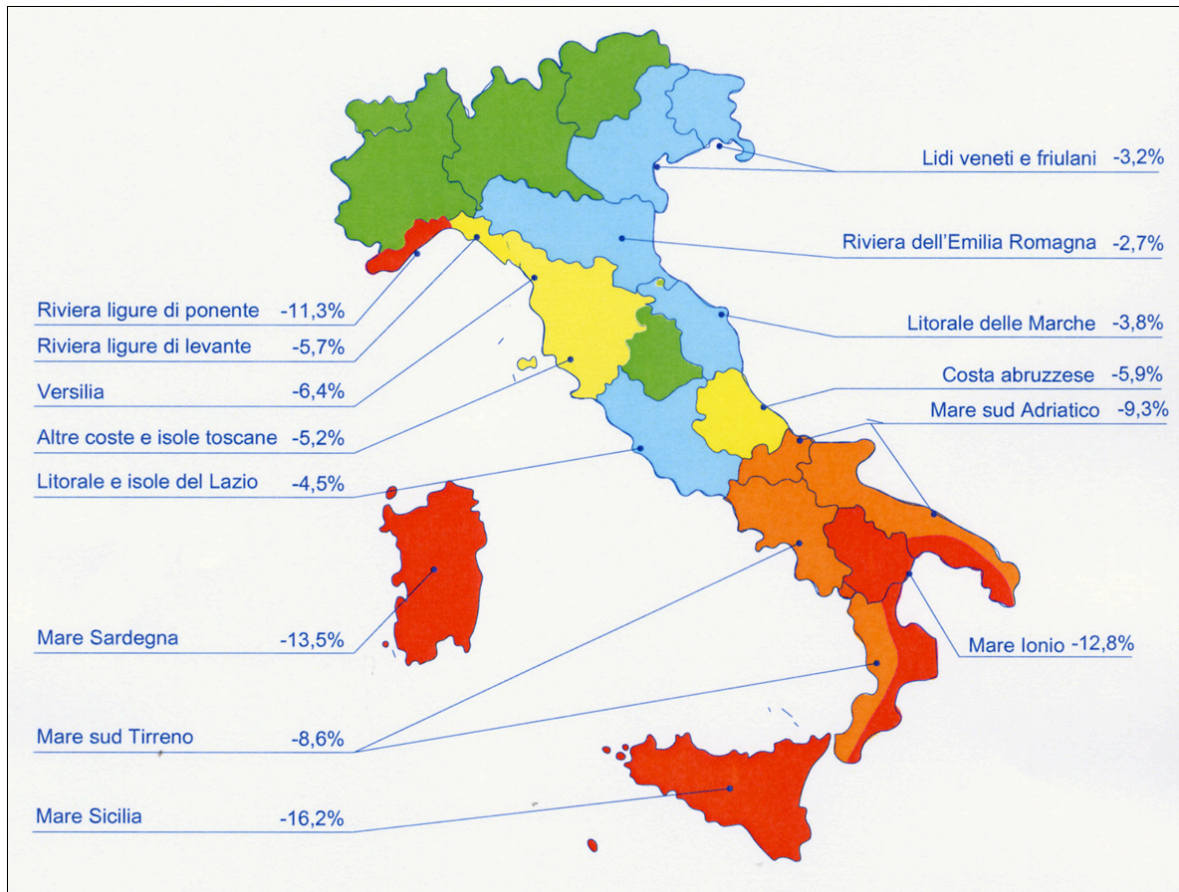 Lidi veneti e friulani -3,2%
Riviera dell'Emilia Romagna -2,7%
Riviera ligure di ponente -11,3%
Litorale delle Marche -3,8%
Riviera ligure di levante -5,7%
Costa abruzzese -5,9%
Versilia -6,4%
Mare sud Adriatico -9,3%
Altre coste e isole toscane -5,2%
Litorale e isole del Lazio -4,5%
Mare Sardegna -13,5%
Mare Ionio -12,8%
Mare sud Tirreno -8,6%
Mare Sicilia -16,2%